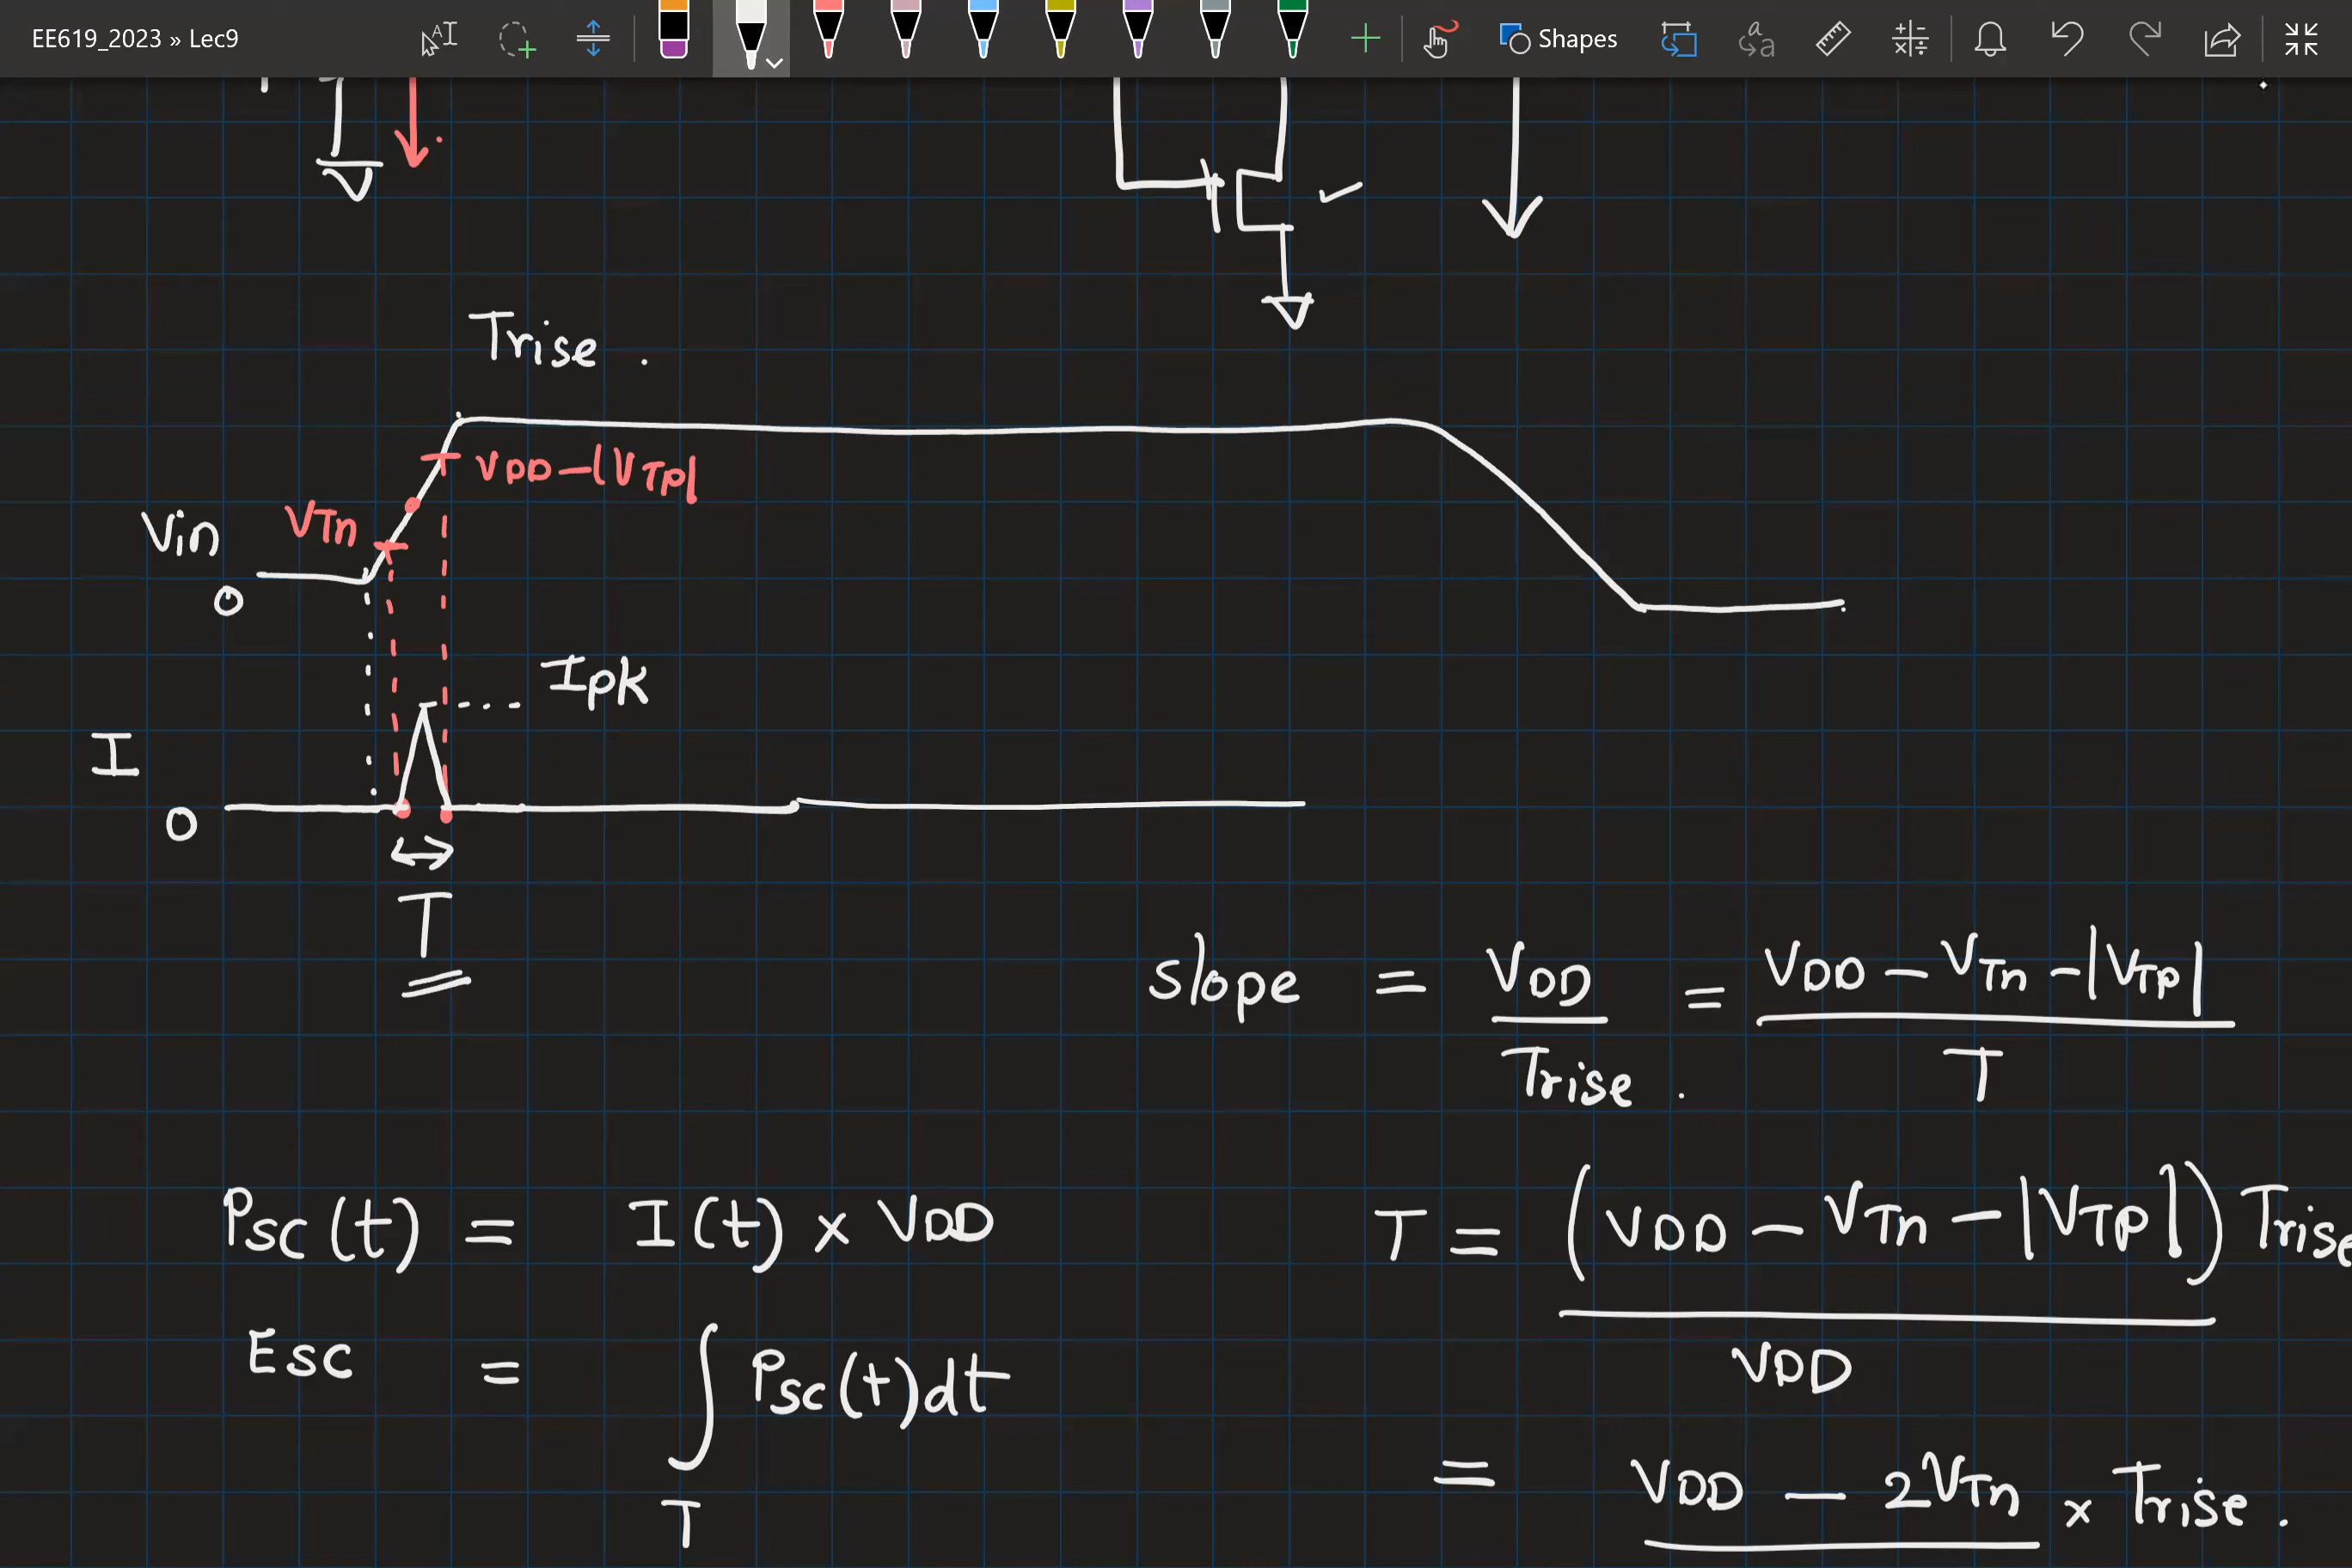 EE619_2023 » Lec9
Shapes
Trise .
VDD - |VTp|
VTn
Vin
0
Ipk
I
0
T
slope = VDD / Trise . = VDD - VTn - |VTp| / T
Psc(t) = I(t) x VDD
T = (VDD - VTn - |VTp|) Trise / VDD
Esc = ∫T Psc(t)dt
= VDD - 2VTn x Trise .